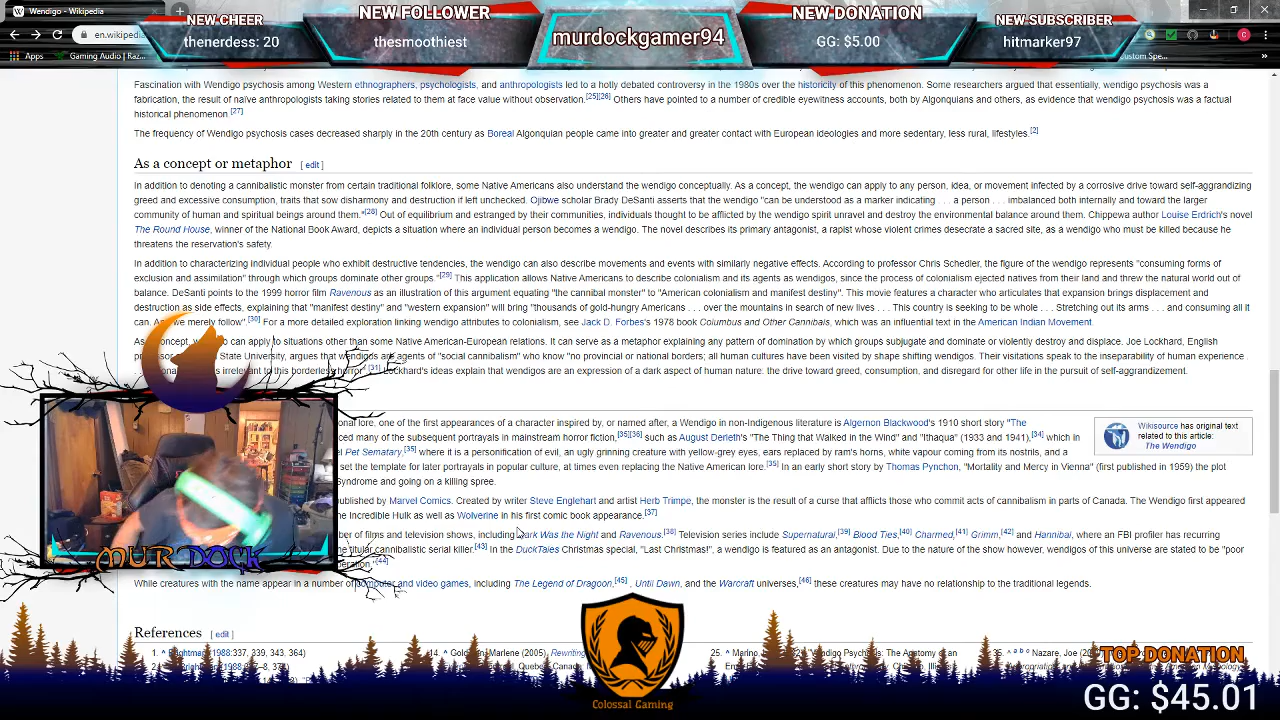 Wendigo - Wikipedia
NEW CHEER
thenerdess: 20
NEW FOLLOWER
thesmoothiest
murdockgamer94
NEW DONATION
GG: $5.00
NEW SUBSCRIBER
hitmarker97
en.wikipedia
Apps
Gaming Audio | Raz...
ustom Spe...
Fascination with Wendigo psychosis among Western ethnographers, psychologists, and anthropologists led to a hotly debated controversy in the 1980s over the historicity of this phenomenon. Some researchers argued that essentially, wendigo psychosis was a
fabrication, the result of naïve anthropologists taking stories related to them at face value without observation.[25][26] Others have pointed to a number of credible eyewitness accounts, both by Algonquians and others, as evidence that wendigo psychosis was a factual
historical phenomenon.[27]
The frequency of Wendigo psychosis cases decreased sharply in the 20th century as Boreal Algonquian people came into greater and greater contact with European ideologies and more sedentary, less rural, lifestyles.[2]
As a concept or metaphor [ edit ]
In addition to denoting a cannibalistic monster from certain traditional folklore, some Native Americans also understand the wendigo conceptually. As a concept, the wendigo can apply to any person, idea, or movement infected by a corrosive drive toward self-aggrandizing
greed and excessive consumption, traits that sow disharmony and destruction if left unchecked. Ojibwe scholar Brady DeSanti asserts that the wendigo "can be understood as a marker indicating . . . a person . . . imbalanced both internally and toward the larger
community of human and spiritual beings around them."[28] Out of equilibrium and estranged by their communities, individuals thought to be afflicted by the wendigo spirit unravel and destroy the environmental balance around them. Chippewa author Louise Erdrich's novel
The Round House, winner of the National Book Award, depicts a situation where an individual person becomes a wendigo. The novel describes its primary antagonist, a rapist whose violent crimes desecrate a sacred site, as a wendigo who must be killed because he
threatens the reservation's safety.
In addition to characterizing individual people who exhibit destructive tendencies, the wendigo can also describe movements and events with similarly negative effects. According to professor Chris Schedler, the figure of the wendigo represents "consuming forms of
exclusion and assimilation" through which groups dominate other groups."[29] This application allows Native Americans to describe colonialism and its agents as wendigos, since the process of colonialism ejected natives from their land and threw the natural world out of
balance. DeSanti points to the 1999 horror film Ravenous as an illustration of this argument equating "the cannibal monster" to "American colonialism and manifest destiny". This movie features a character who articulates that expansion brings displacement and
destruction as side effects, explaining that "manifest destiny" and "western expansion" will bring "thousands of gold-hungry Americans . . . over the mountains in search of new lives . . . This country is seeking to be whole . . . Stretching out its arms . . . and consuming all it
can. A we merely follow".[30] For a more detailed exploration linking wendigo attributes to colonialism, see Jack D. Forbes's 1978 book Columbus and Other Cannibals, which was an influential text in the American Indian Movement.
As concept, can apply to situations other than some Native American-European relations. It can serve as a metaphor explaining any pattern of domination by which groups subjugate and dominate or violently destroy and displace. Joe Lockhard, English
State University, argues that wendigos are agents of "social cannibalism" who know "no provincial or national borders; all human cultures have been visited by shape shifting wendigos. Their visitations speak to the inseparability of human experience . .
is irrelevant to this borderless horror".[31] Lockhard's ideas explain that wendigos are an expression of a dark aspect of human nature: the drive toward greed, consumption, and disregard for other life in the pursuit of self-aggrandizement.
onal lore, one of the first appearances of a character inspired by, or named after, a Wendigo in non-Indigenous literature is Algernon Blackwood's 1910 short story "The
ced many of the subsequent portrayals in mainstream horror fiction,[35][36] such as August Derleth's "The Thing that Walked in the Wind" and "Ithaqua" (1933 and 1941),[34] which in
el Pet Sematary,[35] where it is a personification of evil, an ugly grinning creature with yellow-grey eyes, ears replaced by ram's horns, white vapour coming from its nostrils, and a
set the template for later portrayals in popular culture, at times even replacing the Native American lore.[35] In an early short story by Thomas Pynchon, "Mortality and Mercy in Vienna" (first published in 1959) the plot
Syndrome and going on a killing spree.
Wikisource has original text
related to this article:
The Wendigo
published by Marvel Comics. Created by writer Steve Englehart and artist Herb Trimpe, the monster is the result of a curse that afflicts those who commit acts of cannibalism in parts of Canada. The Wendigo first appeared
he Incredible Hulk as well as Wolverine in his first comic book appearance.[37]
ber of films and television shows, including Dark Was the Night and Ravenous.[38] Television series include Supernatural,[39] Blood Ties,[40] Charmed,[41] Grimm,[42] and Hannibal, where an FBI profiler has recurring
he titular cannibalistic serial killer.[43] In the DuckTales Christmas special, "Last Christmas!", a wendigo is the main antagonist. Due to the nature of the show however, wendigos of this universe are stated to be "poor
peration."[44]
MURDOCK
While creatures with the name appear in a number of computer and video games, including The Legend of Dragoon,[45] , Until Dawn, and the Warcraft universes,[46] these creatures may have no relationship to the traditional legends.
References [ edit ]
1. ^ Brightman (1988:337, 339, 343, 364)
14. ^ Goldman, Marlene (2005).
25. ^ Marino
Wendigo Psychosis: The Anatomy of an
^ a b Nazare, Joe
Colossal Gaming
TOP DONATION
GG: $45.01